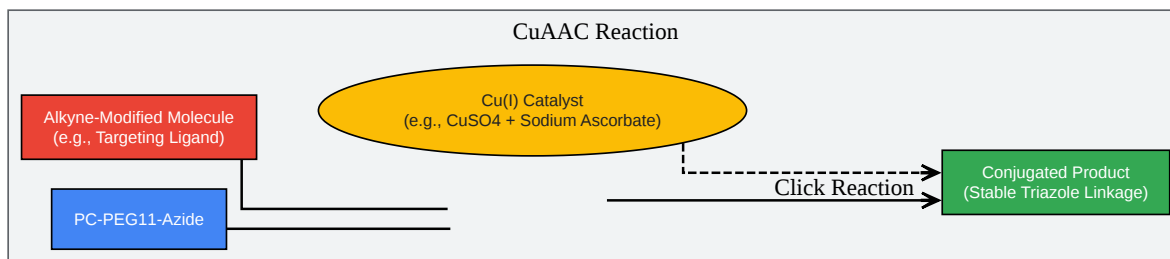 CuAAC Reaction
Cu(I) Catalyst
(e.g., CuSO4 + Sodium Ascorbate)
Alkyne-Modified Molecule
(e.g., Targeting Ligand)
PC-PEG11-Azide
Click Reaction
Conjugated Product
(Stable Triazole Linkage)